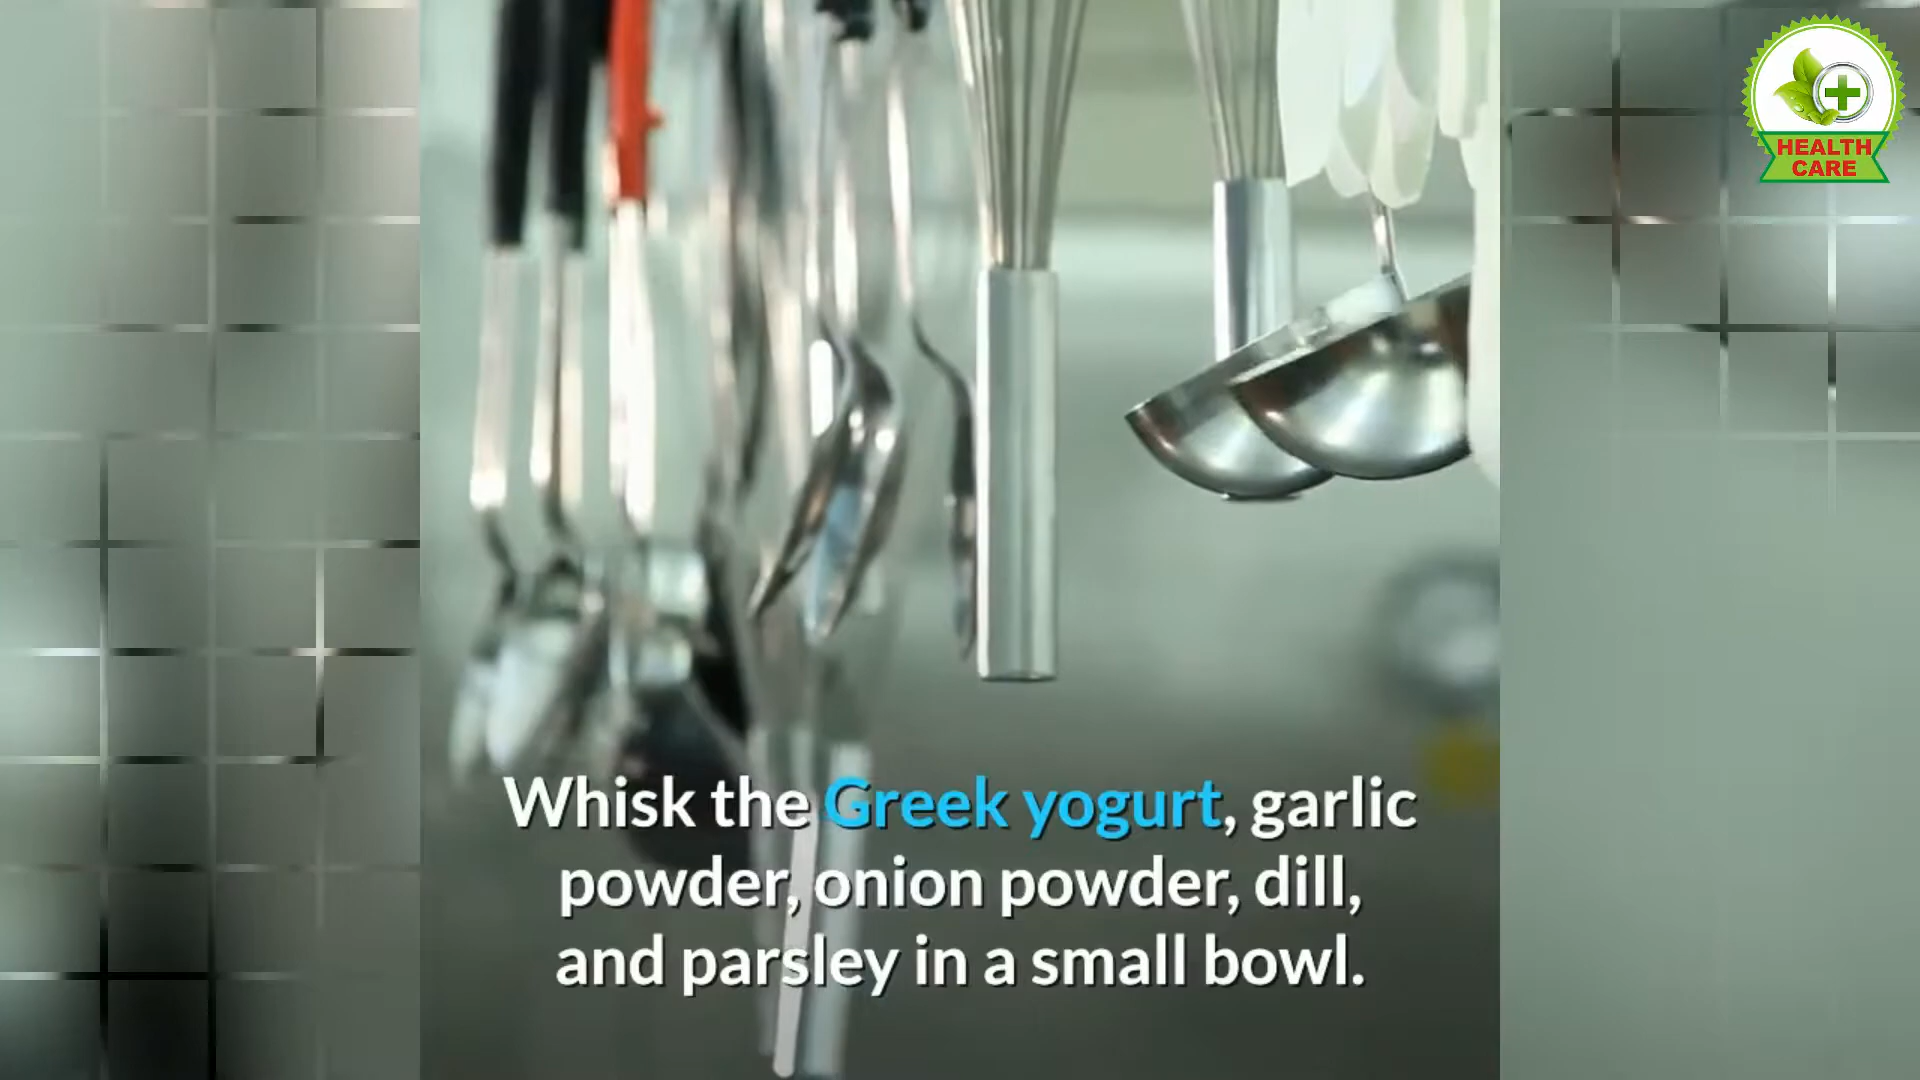 HEALTH
CARE
Whisk the Greek yogurt, garlic
powder, onion powder, dill,
and parsley in a small bowl.